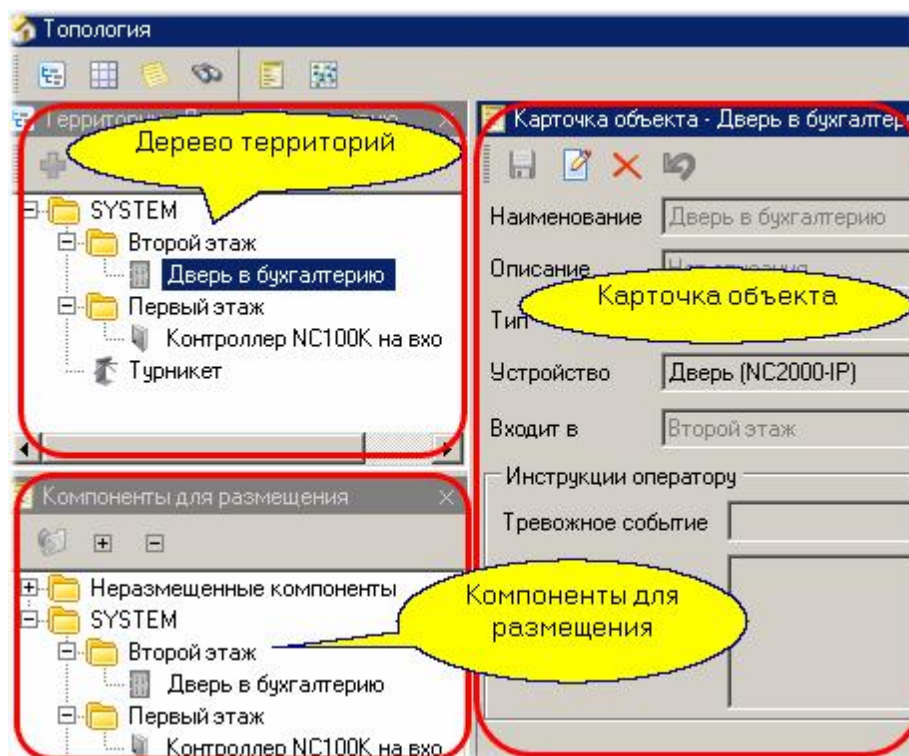 Топология
Дерево территорий
SYSTEM
Второй этаж
Дверь в бухгалтерию
Первый этаж
Контроллер NC100K на вхо
Турникет
Компоненты для размещения
Неразмещенные компоненты
SYSTEM
Второй этаж
Дверь в бухгалтерию
Первый этаж
Контроллер NC100K на вхо
Компоненты для
размещения
Карточка объекта - Дверь в бухгалтери
Наименование Дверь в бухгалтерию
Описание
Карточка объекта
Тип
Устройство Дверь (NC2000-IP)
Входит в Второй этаж
Инструкции оператору
Тревожное событие